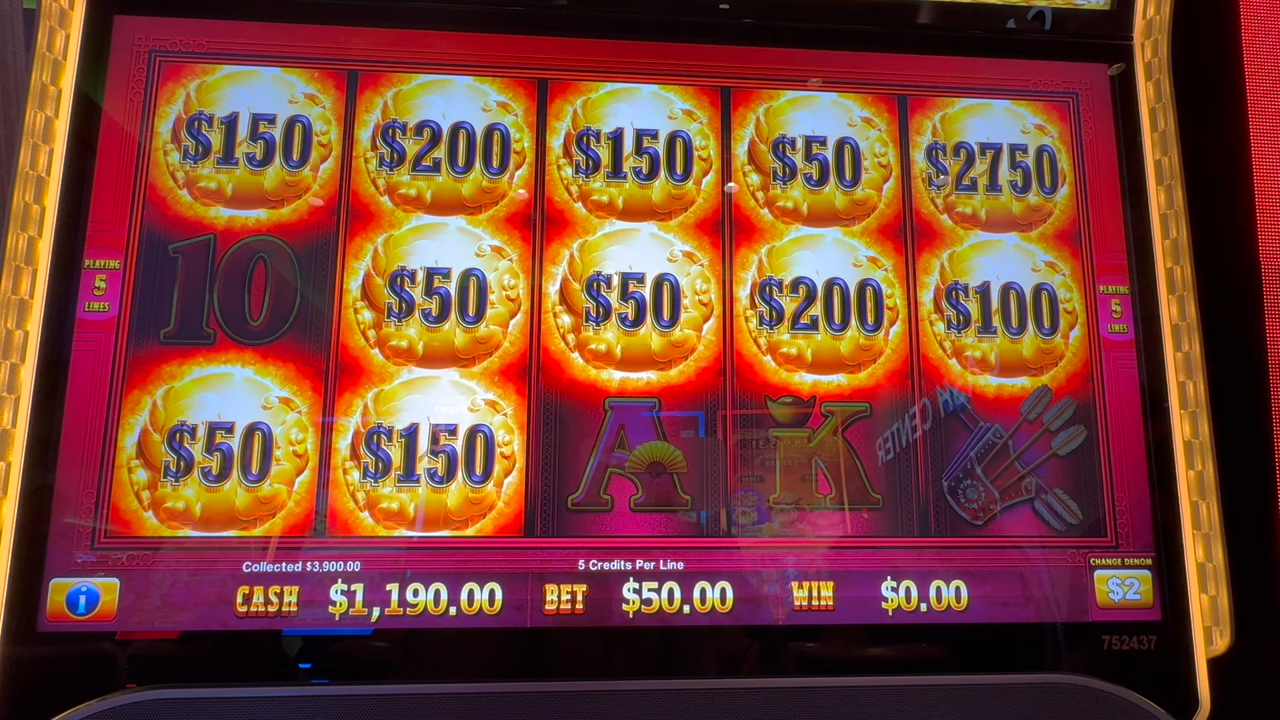 $150 $200 $150 $50 $2750
10 $50 $50 $200 $100
PLAYING
5
LINES
PLAYING
5
LINES
$50 $150 A K
CENTER
Collected $3,900.00
5 Credits Per Line
CASH $1,190.00 BET $50.00 WIN $0.00
CHANGE DENOM
$2
752437